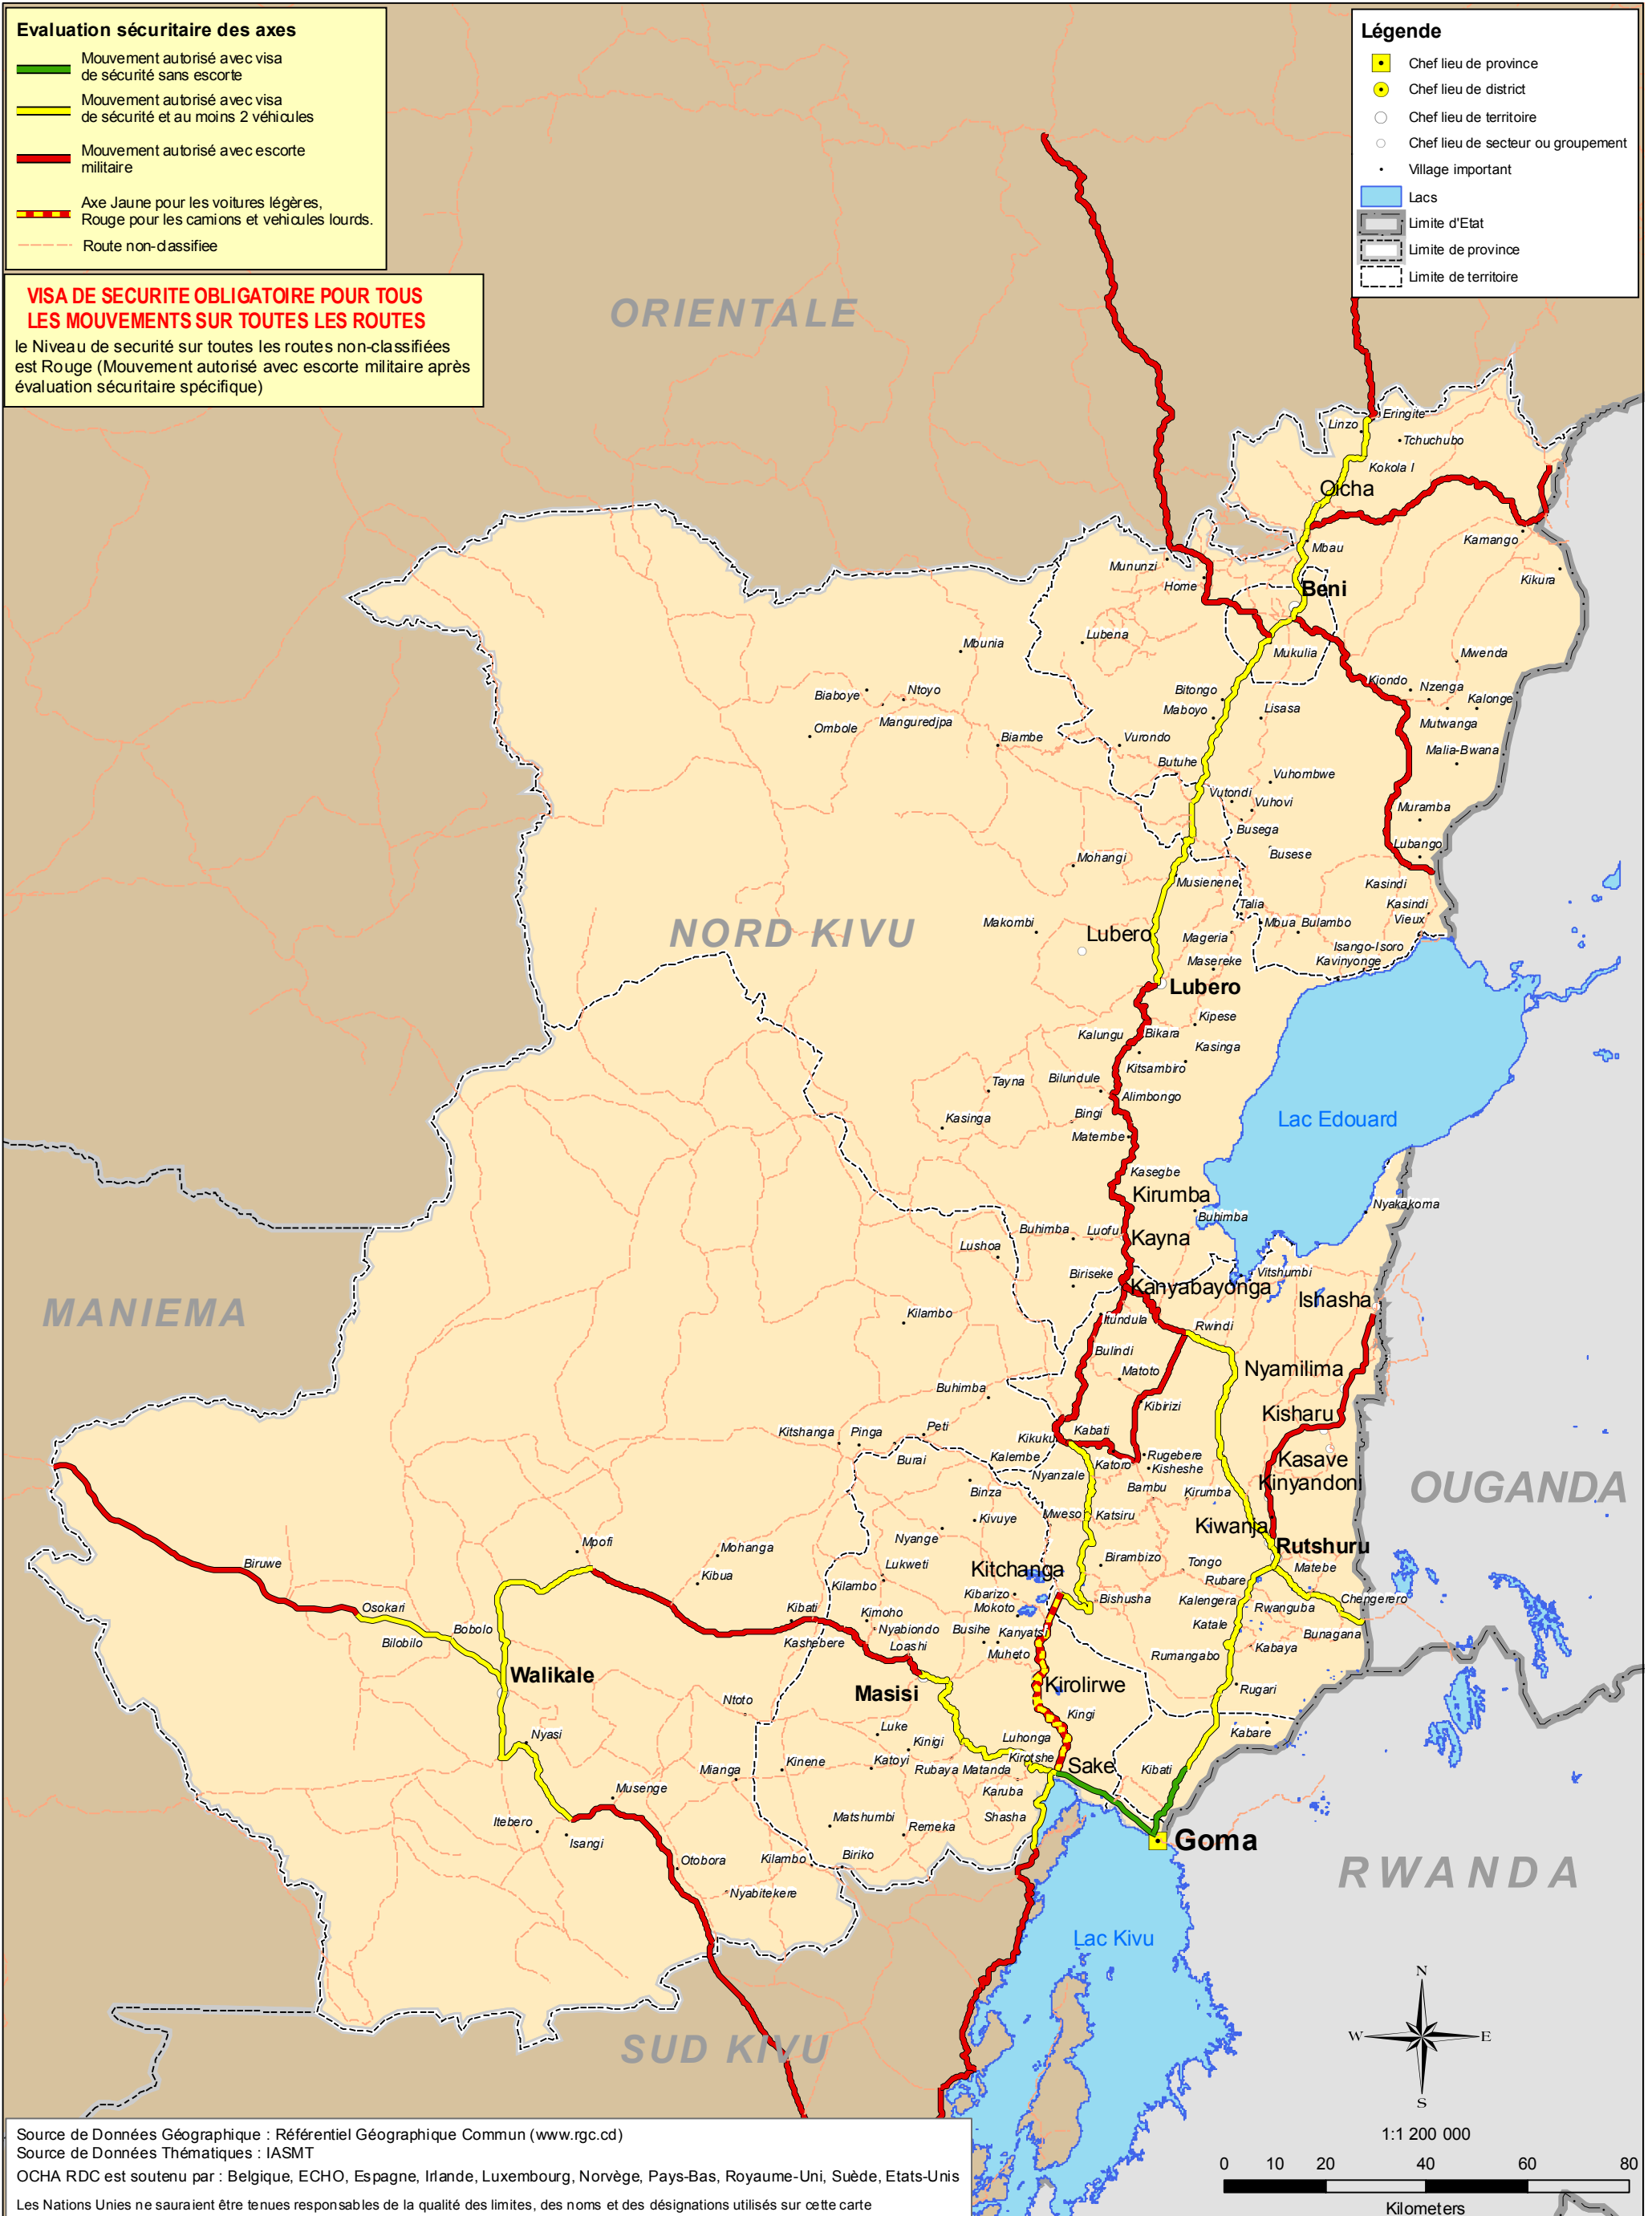 Evaluation sécuritaire des axes
Mouvement autorisé avec visa
de sécurité sans escorte
Mouvement autorisé avec visa
de sécurité et au moins 2 véhicules
Mouvement autorisé avec escorte
militaire
Axe Jaune pour les voitures légères,
Rouge pour les camions et vehicules lourds.
Route non-classifiee
VISA DE SECURITE OBLIGATOIRE POUR TOUS
LES MOUVEMENTS SUR TOUTES LES ROUTES
le Niveau de securité sur toutes les routes non-classifiées
est Rouge (Mouvement autorisé avec escorte militaire après
évaluation sécuritaire spécifique)
Légende
Chef lieu de province
Chef lieu de district
Chef lieu de territoire
Chef lieu de secteur ou groupement
Village important
Lacs
Limite d'Etat
Limite de province
Limite de territoire
ORIENTALE
Eringite
Linzo
Tchuchubo
Kokola I
Oicha
Mbau
Kamango
Kikura
Mununzi
Home
Beni
Lubena
Mbunia
Mukulia
Mwenda
Biaboye
Ntoyo
Manguredjpa
Ombole
Biambe
Bitongo
Maboyo
Lisasa
Kiondo
Nzenga
Kalonge
Mutwanga
Malia-Bwana
Vurondo
Butuhe
Vuhombwe
Vutondi
Vuhovi
Busega
Busese
Muramba
Lubango
Mohangi
Musienene
Kasindi
Kasindi
Vieux
Talia
Mbua
Bulambo
Makombi
NORD KIVU
Lubero
Mageria
Masereke
Isango-Isoro
Kavinyonge
Lubero
Kipese
Kalungu
Bikara
Kasinga
Kitsambiro
Tayna
Bilundule
Alimbongo
Kasinga
Bingi
Matembe
Lac Edouard
Kasegbe
Kirumba
Buhimba
Nyakakoma
Buhimba
Luofu
Kayna
Lushoa
Biriseke
Kanyabayonga
Vitshumbi
Ishasha
MANIEMA
Kilambo
Itundula
Rwindi
Bulindi
Matoto
Nyamilima
Buhimba
Kibirizi
Kisharu
Kitshanga
Pinga
Peti
Kikuku
Kabati
Burai
Kalembe
Katoro
Rugebere
Kisheshe
Nyanzale
Kasave
Kinyandoni
Binza
Bambu
Kirumba
OUGANDA
Kivuye
Mweso
Katsiru
Kiwanja
Nyange
Rutshuru
Mpofi
Mohanga
Lukweti
Kitchanga
Birambizo
Tongo
Matebe
Biruwe
Kibua
Kilambo
Kibarizo
Rubare
Bishusha
Kalengera
Chengerero
Osokari
Mokoto
Rwanguba
Kibati
Kimoho
Bobolo
Nyabiondo
Busihe
Kanyatsi
Katale
Bunagana
Bilobilo
Kashebere
Loashi
Muheto
Rumangabo
Kabaya
Walikale
Masisi
Kirolirwe
Rugari
Ntoto
Kingi
Luke
Kabare
Nyasi
Kinigi
Luhonga
Kinene
Katoyi
Kirotshe
Sake
Mianga
Rubaya
Matanda
Kibati
Musenge
Karuba
Itebero
Matshumbi
Shasha
Isangi
Remeka
Goma
Otobora
Kilambo
Biriko
RWANDA
Nyabitekere
Lac Kivu
SUD KIVU
N
W
E
S
1:1 200 000
0 10 20 40 60 80
Kilometers
Source de Données Géographique : Référentiel Géographique Commun (www.rgc.cd)
Source de Données Thématiques : IASMT
OCHA RDC est soutenu par : Belgique, ECHO, Espagne, Irlande, Luxembourg, Norvège, Pays-Bas, Royaume-Uni, Suède, Etats-Unis
Les Nations Unies ne sauraient être tenues responsables de la qualité des limites, des noms et des désignations utilisés sur cette carte